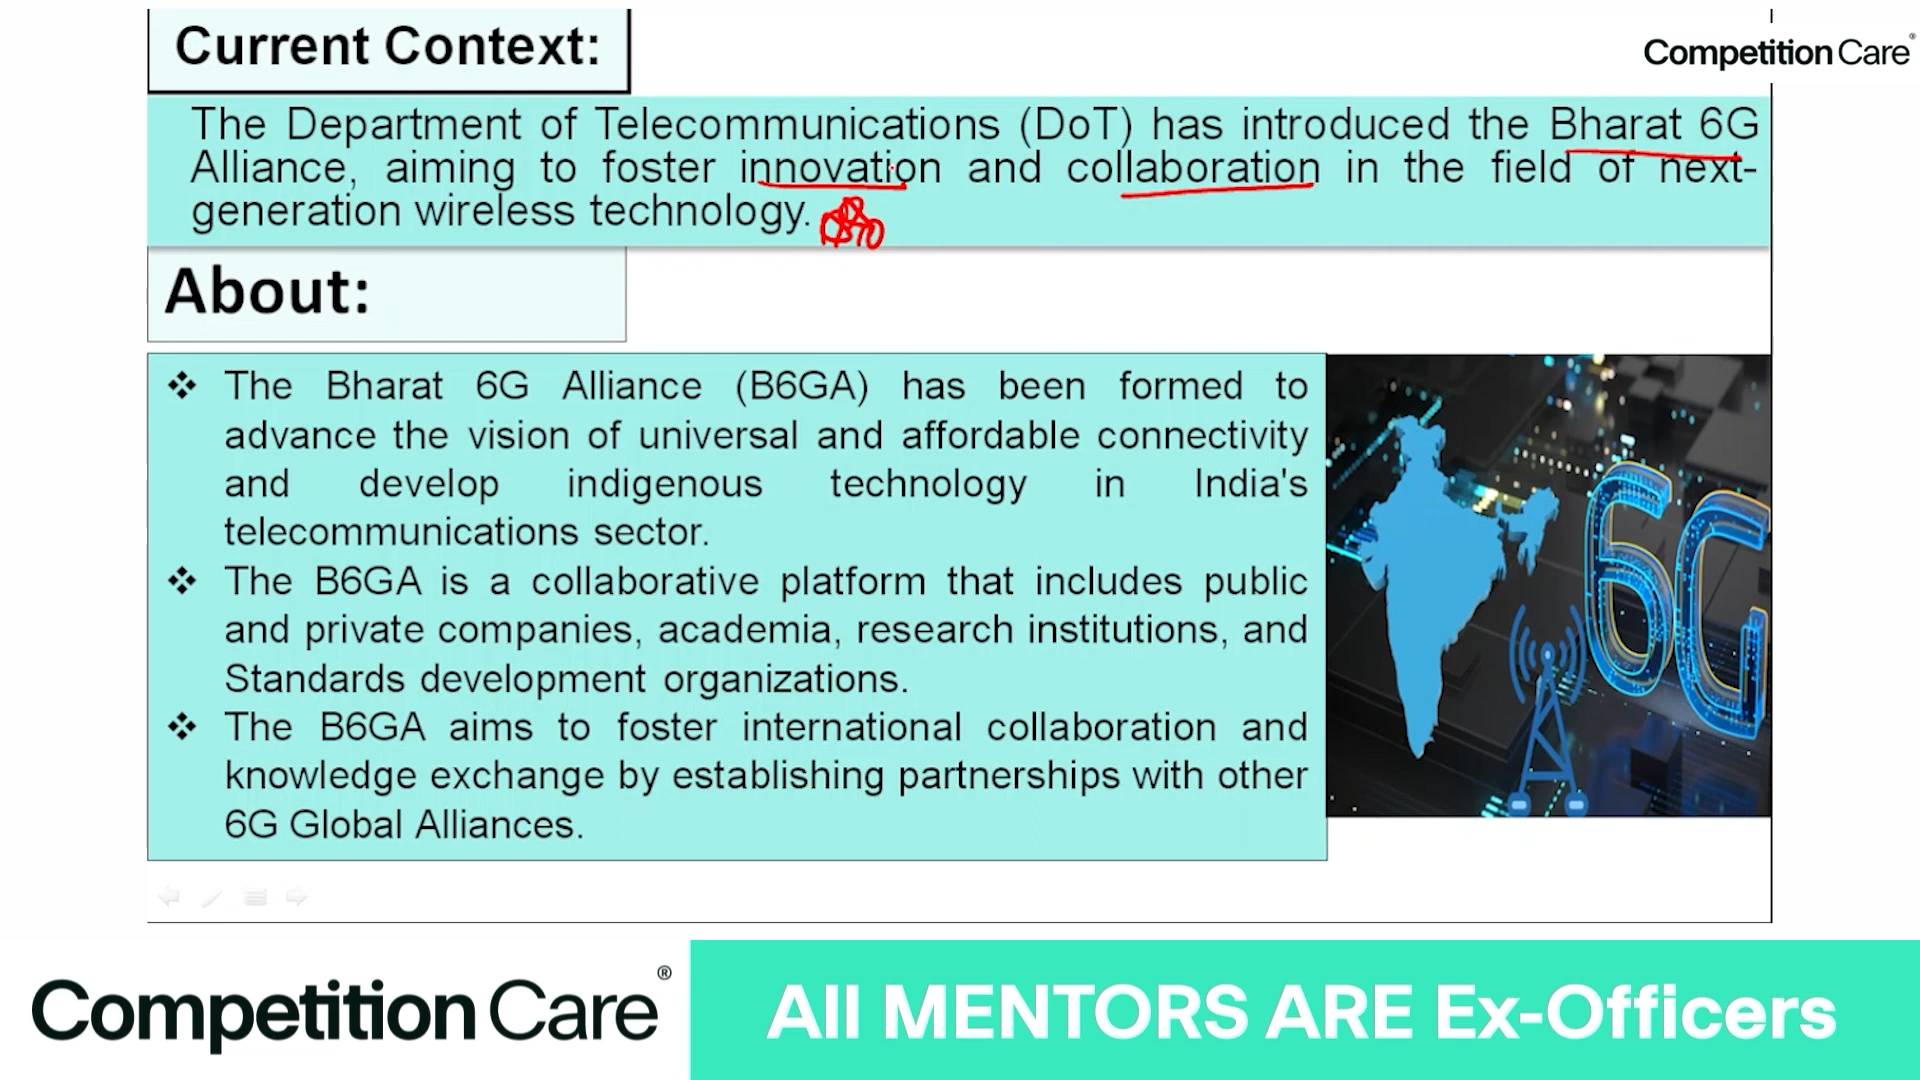 Current Context:
Competition Care
The Department of Telecommunications (DoT) has introduced the Bharat 6G
Alliance, aiming to foster innovation and collaboration in the field of next-
generation wireless technology.
About:
❖ The Bharat 6G Alliance (B6GA) has been formed to
advance the vision of universal and affordable connectivity
and develop indigenous technology in India's
telecommunications sector.
❖ The B6GA is a collaborative platform that includes public
and private companies, academia, research institutions, and
Standards development organizations.
❖ The B6GA aims to foster international collaboration and
knowledge exchange by establishing partnerships with other
6G Global Alliances.
6G
Competition Care®
All MENTORS ARE Ex-Officers